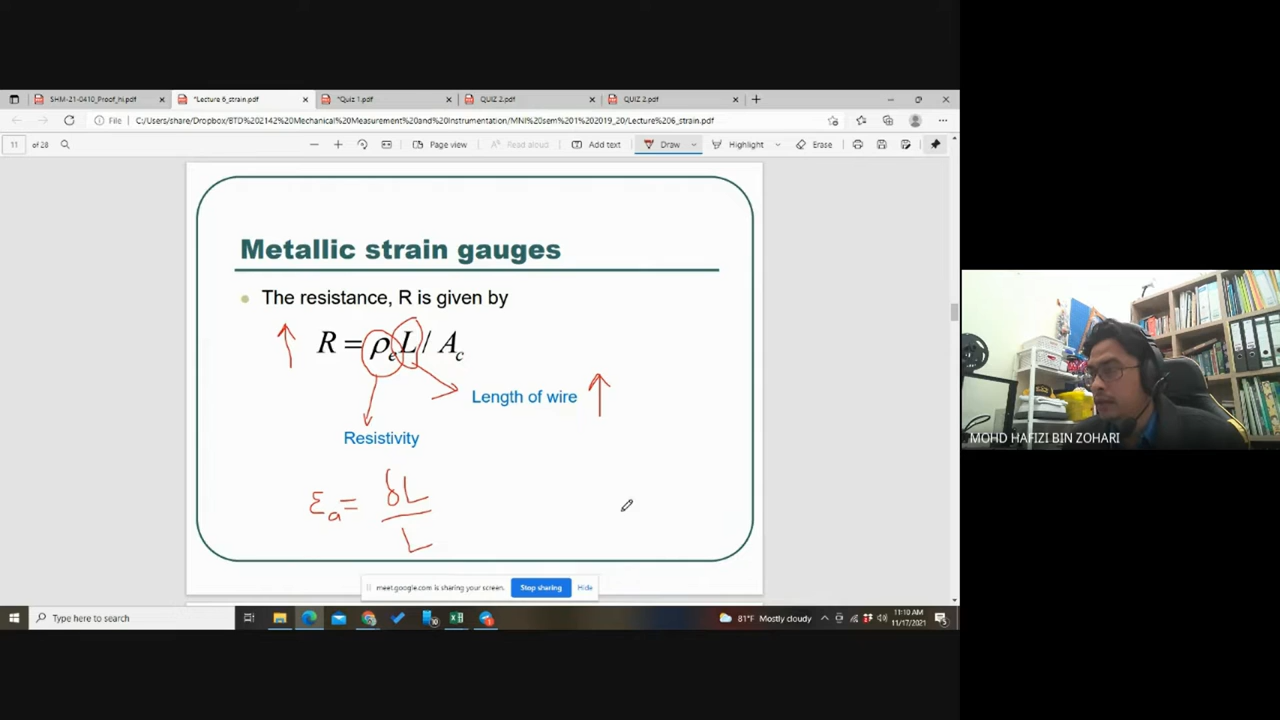 SHM-21-0410_Proof_hi.pdf
*Lecture 6_strain.pdf
*Quiz 1.pdf
QUIZ 2.pdf
QUIZ 2.pdf
File
C:/Users/share/Dropbox/BTD%202142%20Mechanical%20Measurement%20and%20Instrumentation/MNI%20sem%201%202019_20/Lecture%206_strain.pdf
11 of 28
Page view
Read aloud
Add text
Draw
Highlight
Erase
Metallic strain gauges
The resistance, R is given by
R = ρₑL / A꜀
Length of wire
Resistivity
εₐ = δL / L
meet.google.com is sharing your screen.
Stop sharing
Hide
MOHD HAFIZI BIN ZOHARI
Type here to search
81°F Mostly cloudy
11:10 AM
11/17/2021